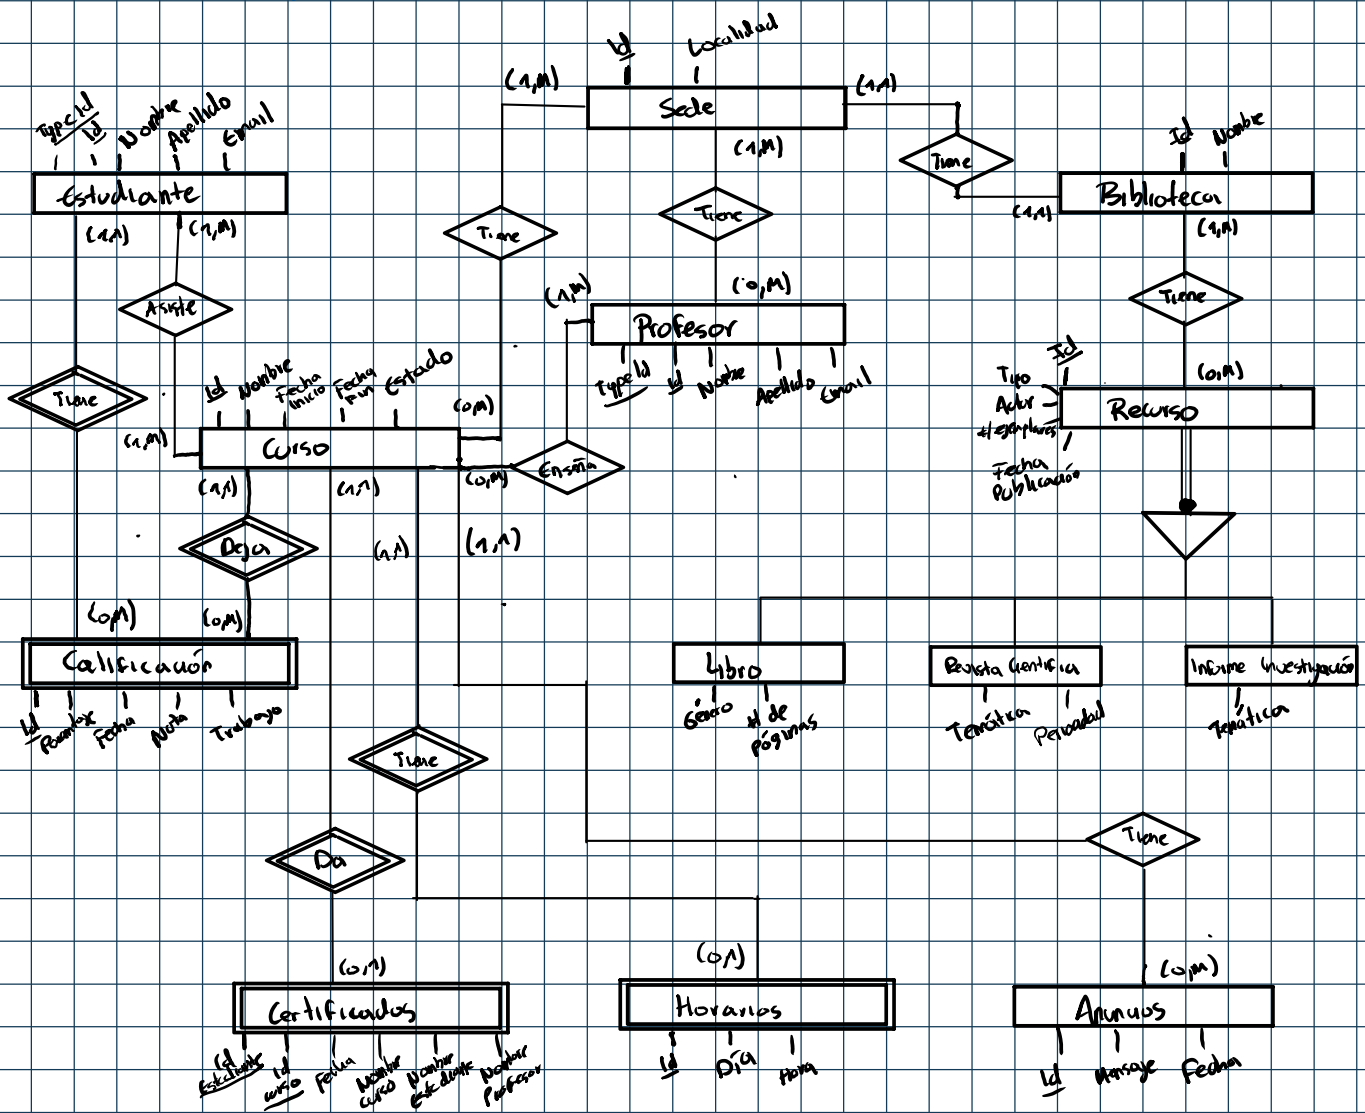 Id
Localidad
(1,M)
Sede
(1,1)
(1,M)
Type Id
Id
Nombre
Apellido
Email
Estudiante
(1,1)
(1,M)
Tiene
Tiene
Tiene
Id
Nombre
Biblioteca
(1,1)
(1,M)
Asiste
(1,M)
(0,M)
Profesor
Type Id
Id
Nombre
Apellido
Email
Tiene
(0,M)
Id
Tipo
Autor
#ejemplares
Fecha
Publicación
Recurso
Tiene
(1,M)
Id
Nombre
Fecha
Inicio
Fecha
Fin
Estado
(0,M)
Curso
(0,M)
Enseña
(1,1)
(1,1)
(1,1)
(1,1)
Deja
(0,M)
(0,M)
Calificación
Id
Fecha
Nota
Trabajo
Libro
Género
# de
páginas
Revista Científica
Temática
Informe Investigación
Temática
Tiene
Da
Tiene
(0,1)
Certificados
Id
Estudiante
Id
curso
Fecha
Nombre
curso
Nombre
Estudiante
Nombre
Profesor
(0,1)
Horarios
Id
Día
Hora
(0,M)
Anuncios
Id
Mensaje
Fecha